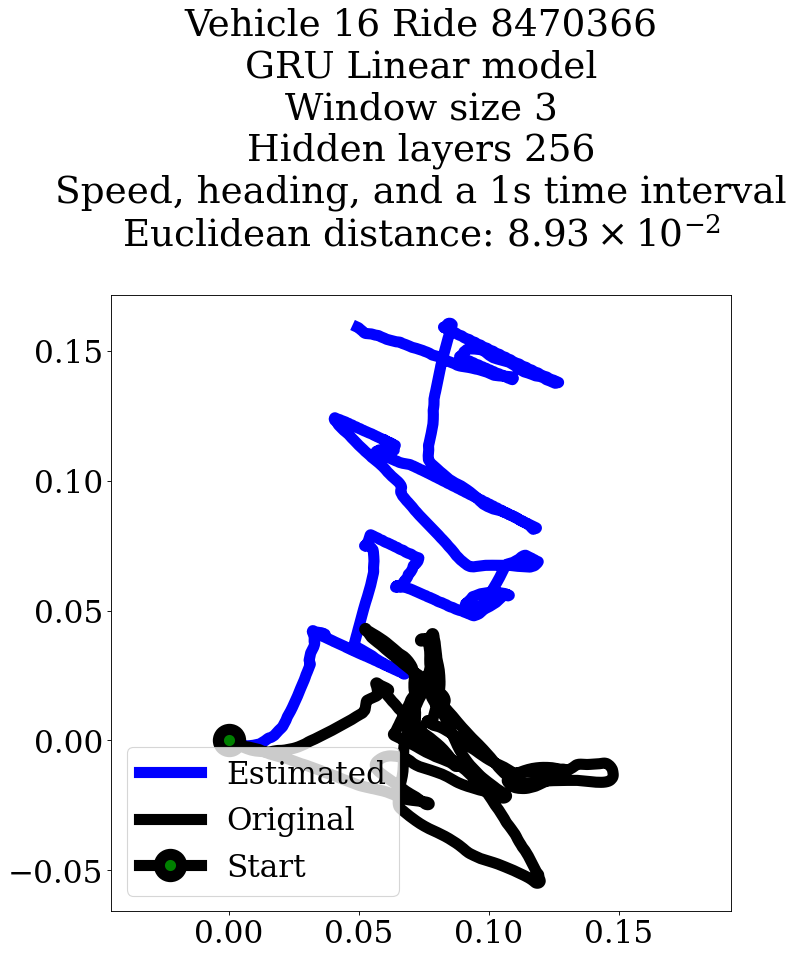 Vehicle 16 Ride 8470366
GRU Linear model
Window size 3
Hidden layers 256
Speed, heading, and a 1s time interval
Euclidean distance: 8.93 × 10⁻²
0.15
0.10
0.05
0.00
−0.05
Estimated
Original
Start
0.00 0.05 0.10 0.15